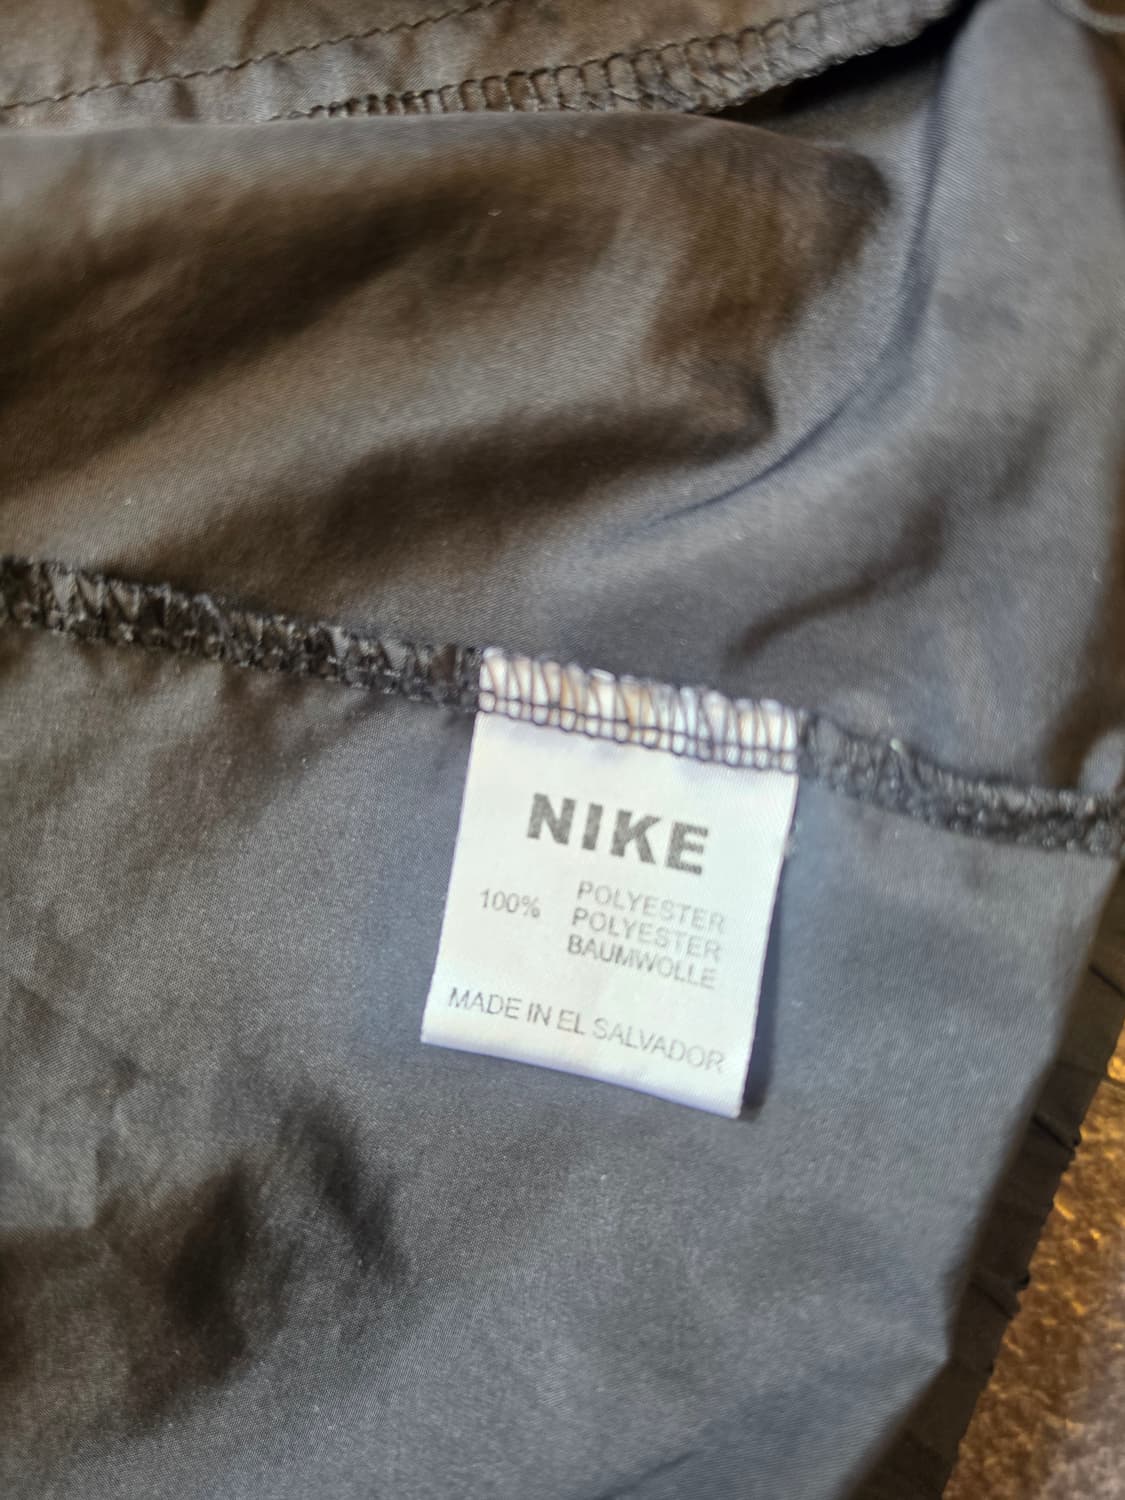 NIKE
POLYESTER
100% POLYESTER
BAUMWOLLE
MADE IN EL SALVADOR